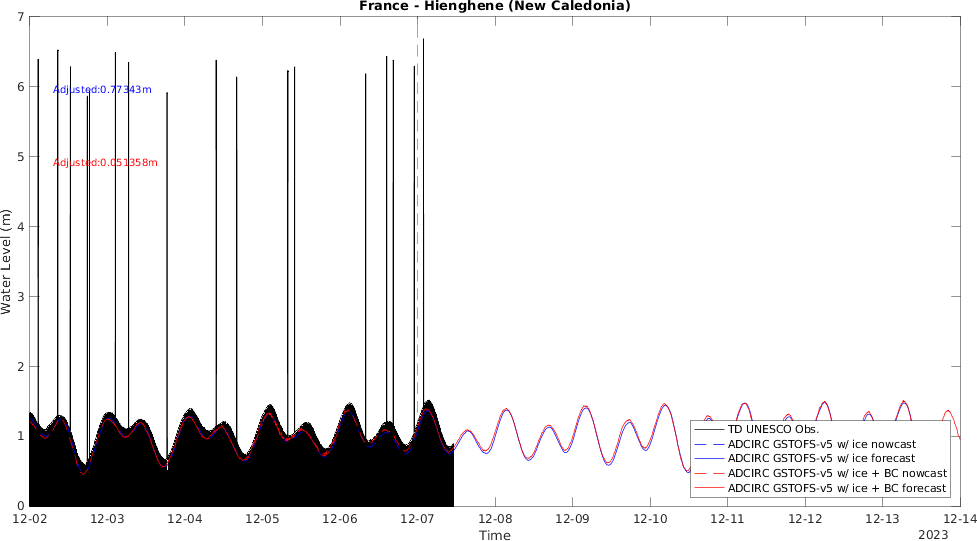 France - Hienghene (New Caledonia)
7
6
5
4
3
2
1
0
Water Level (m)
Adjusted:0.77343m
Adjusted:0.051358m
TD UNESCO Obs.
ADCIRC GSTOFS-v5 w/ ice nowcast
ADCIRC GSTOFS-v5 w/ ice forecast
ADCIRC GSTOFS-v5 w/ ice + BC nowcast
ADCIRC GSTOFS-v5 w/ ice + BC forecast
12-02 12-03 12-04 12-05 12-06 12-07 12-08 12-09 12-10 12-11 12-12 12-13 12-14
Time
2023